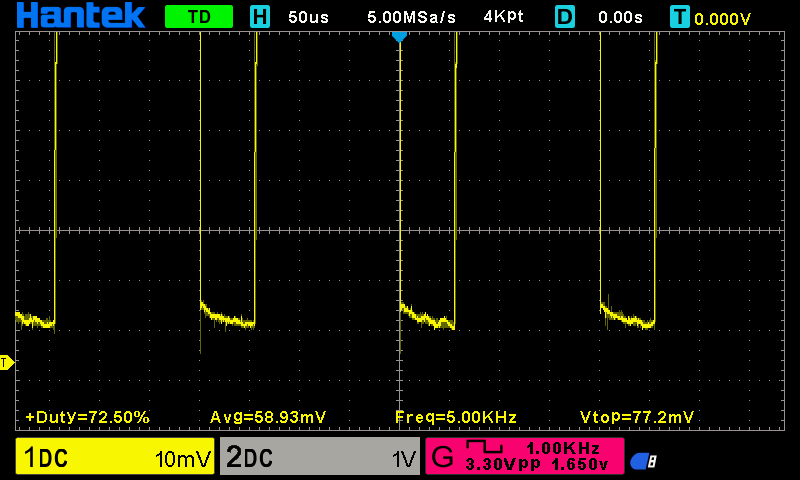 Hantek TD H 50us 5.00MSa/s 4Kpt D 0.00s T 0.000V
T
+Duty=72.50% Avg=58.93mV Freq=5.00KHz Vtop=77.2mV
1DC 10mV 2DC 1V G 1.00KHz
3.30Vpp 1.650v 8